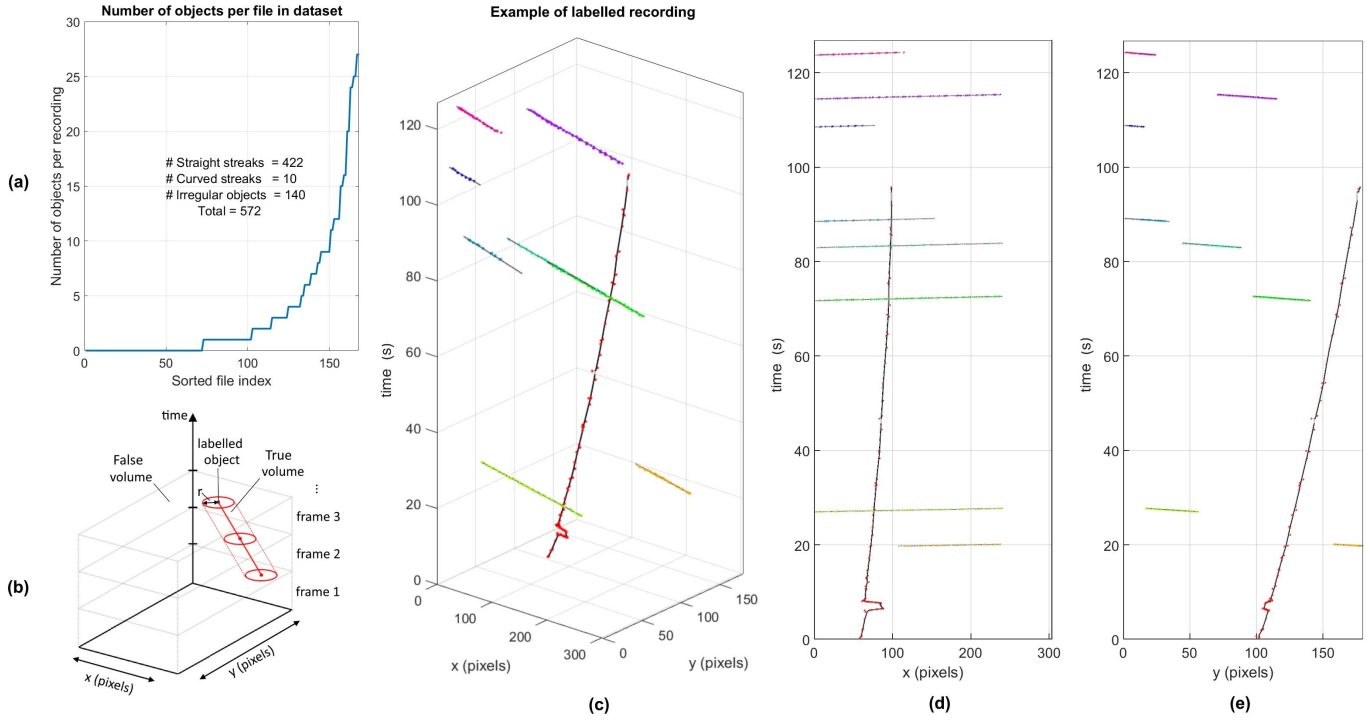 Number of objects per file in dataset
30
25
20
15
10
5
0
Number of objects per recording
# Straight streaks = 422
# Curved streaks = 10
# Irregular objects = 140
Total = 572
0
50
100
150
Sorted file index
(a)
time
labelled
object
False
volume
True
volume
r
...
frame 3
frame 2
frame 1
x (pixels)
y (pixels)
(b)
Example of labelled recording
120
100
80
60
40
20
0
time (s)
0
100
200
300
x (pixels)
0
50
100
150
y (pixels)
(c)
120
100
80
60
40
20
0
time (s)
0
100
200
300
x (pixels)
(d)
120
100
80
60
40
20
0
time (s)
0
50
100
150
y (pixels)
(e)